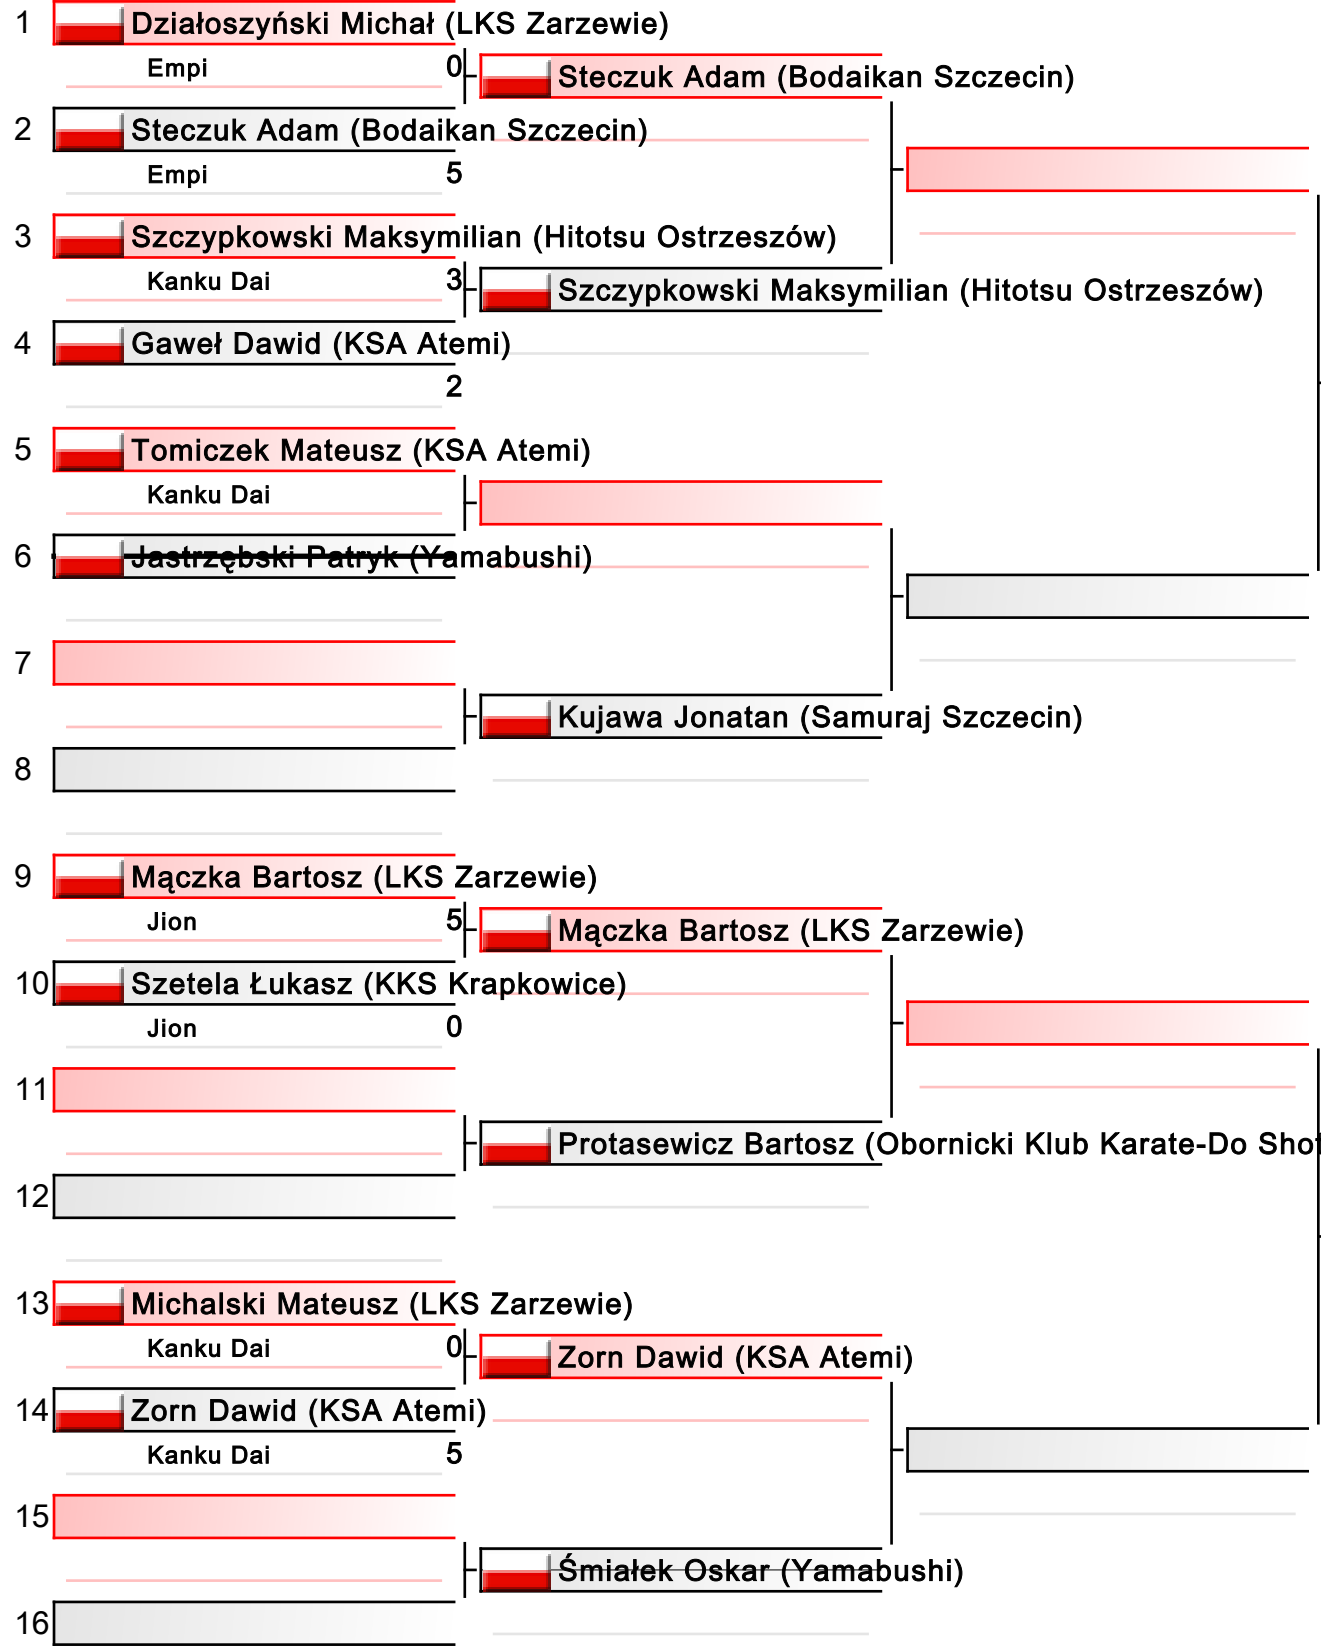 1 Działoszyński Michał (LKS Zarzewie)
Empi 0
Steczuk Adam (Bodaikan Szczecin)
2 Steczuk Adam (Bodaikan Szczecin)
Empi 5
3 Szczypkowski Maksymilian (Hitotsu Ostrzeszów)
Kanku Dai 3
Szczypkowski Maksymilian (Hitotsu Ostrzeszów)
4 Gaweł Dawid (KSA Atemi)
2
5 Tomiczek Mateusz (KSA Atemi)
Kanku Dai
6 Jastrzębski Patryk (Yamabushi)
7
Kujawa Jonatan (Samuraj Szczecin)
8
9 Mączka Bartosz (LKS Zarzewie)
Jion 5
Mączka Bartosz (LKS Zarzewie)
10 Szetela Łukasz (KKS Krapkowice)
Jion 0
11
Protasewicz Bartosz (Obornicki Klub Karate-Do
12
13 Michalski Mateusz (LKS Zarzewie)
Kanku Dai 0
Zorn Dawid (KSA Atemi)
14 Zorn Dawid (KSA Atemi)
Kanku Dai 5
15
Śmiałek Oskar (Yamabushi)
16